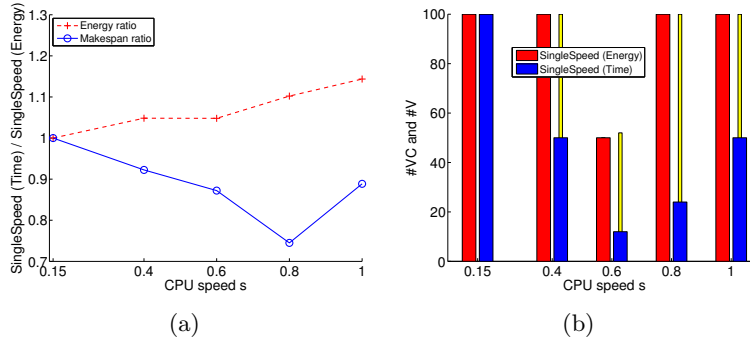 SingleSpeed (Time) / SingleSpeed (Energy)
1.3
1.2
1.1
1
0.9
0.8
0.7
Energy ratio
Makespan ratio
0.15
0.4
0.6
0.8
1
CPU speed s
(a)
#VC and #V
100
80
60
40
20
0
SingleSpeed (Energy)
SingleSpeed (Time)
0.15
0.4
0.6
0.8
1
CPU speed s
(b)